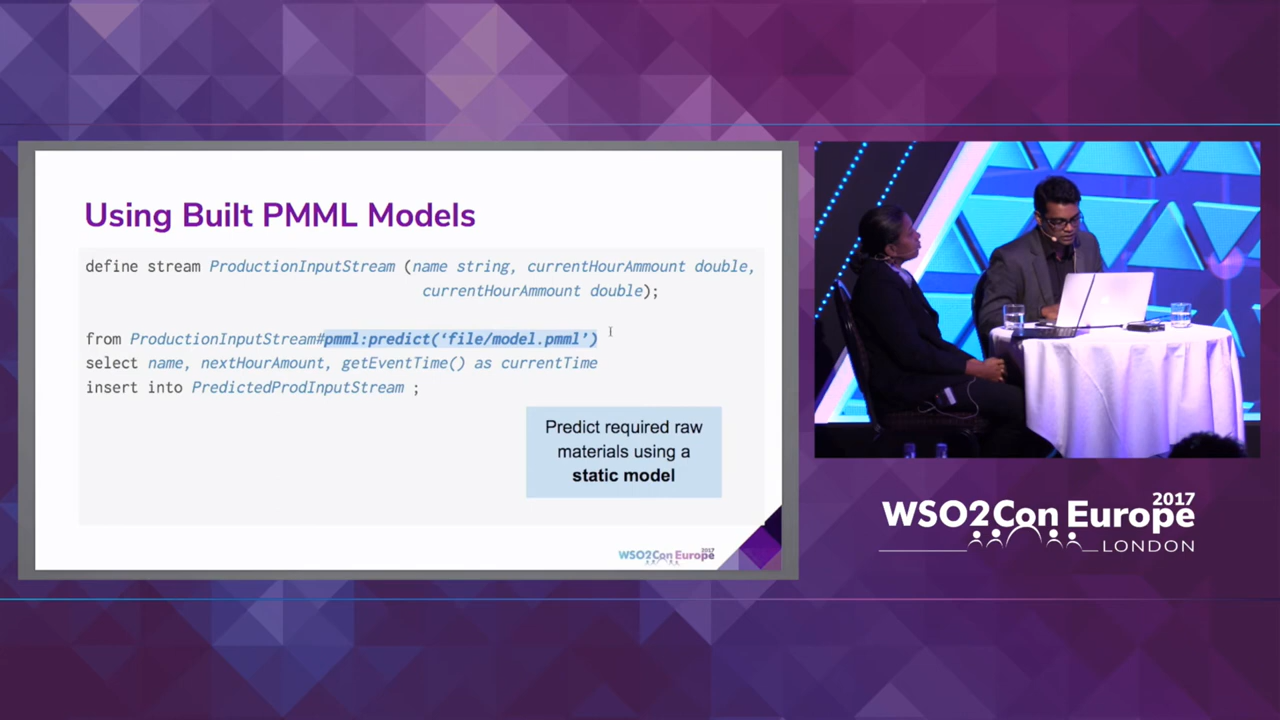 Using Built PMML Models
define stream ProductionInputStream (name string, currentHourAmmount double,
currentHourAmmount double);
from ProductionInputStream#pmml:predict(‘file/model.pmml’)
select name, nextHourAmount, getEventTime() as currentTime
insert into PredictedProdInputStream ;
Predict required raw
materials using a
static model
WSO2Con Europe
2017
WSO2Con Europe
2017
LONDON